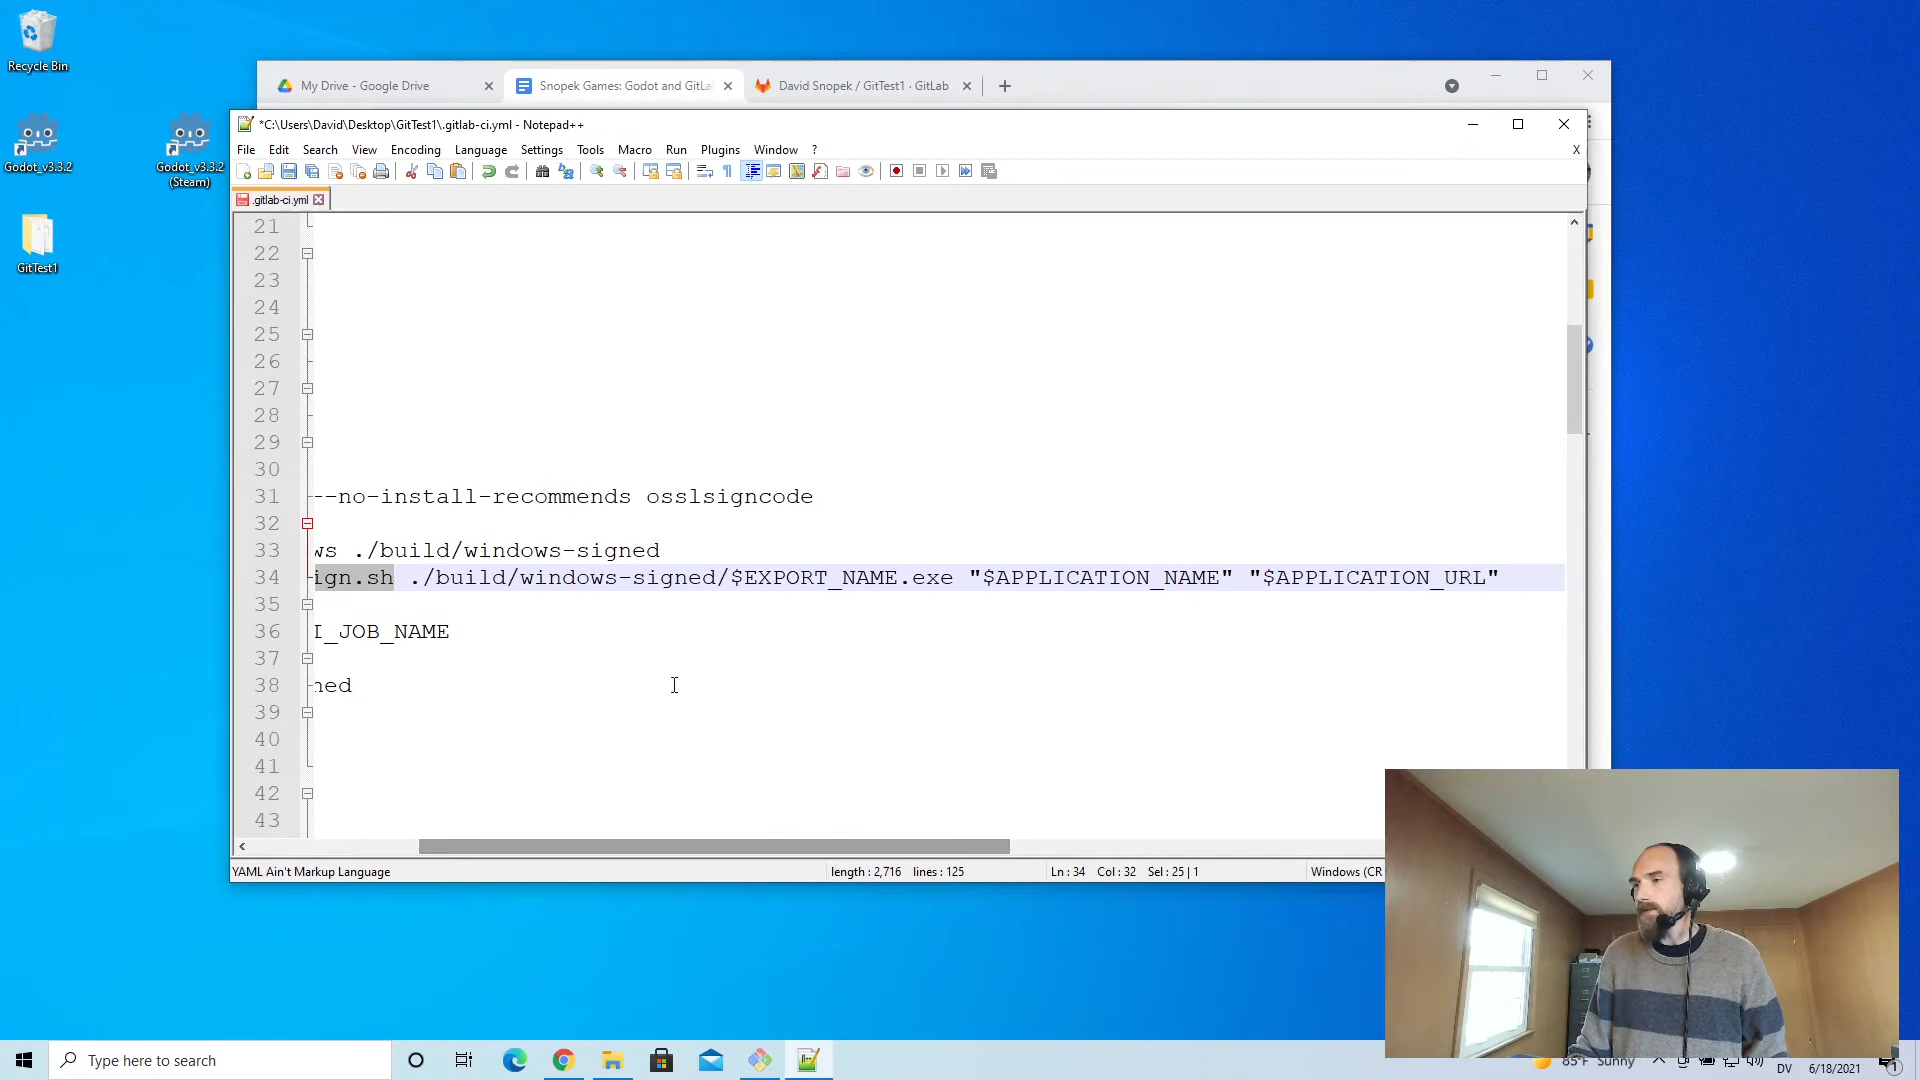 Recycle Bin
Godot_v3.3.2
Godot_v3.3.2
(Steam)
GitTest1
My Drive - Google Drive
Snopek Games: Godot and GitLa
David Snopek / GitTest1 · GitLab
*C:\Users\David\Desktop\GitTest1\.gitlab-ci.yml - Notepad++
File Edit Search View Encoding Language Settings Tools Macro Run Plugins Window ?
X
.gitlab-ci.yml
21
22
23
24
25
26
27
28
29
30
31 --no-install-recommends osslsigncode
32
33 ws ./build/windows-signed
34 ign.sh ./build/windows-signed/$EXPORT_NAME.exe "$APPLICATION_NAME" "$APPLICATION_URL"
35
36 I_JOB_NAME
37
38 ned
39
40
41
42
43
YAML Ain't Markup Language
length : 2,716 lines : 125
Ln : 34 Col : 32 Sel : 25 | 1
Windows (CR
Type here to search
85°F Sunny
DV
6/18/2021
1